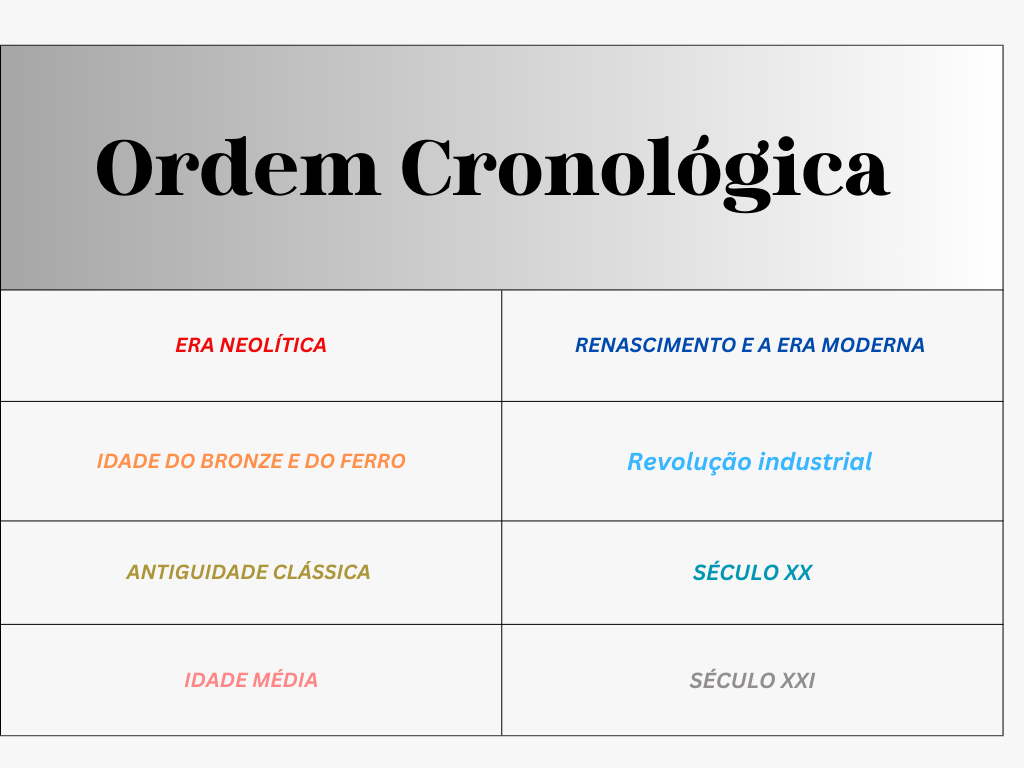 Ordem Cronológica
ERA NEOLÍTICA
RENASCIMENTO E A ERA MODERNA
IDADE DO BRONZE E DO FERRO
Revolução industrial
ANTIGUIDADE CLÁSSICA
SÉCULO XX
IDADE MÉDIA
SÉCULO XXI